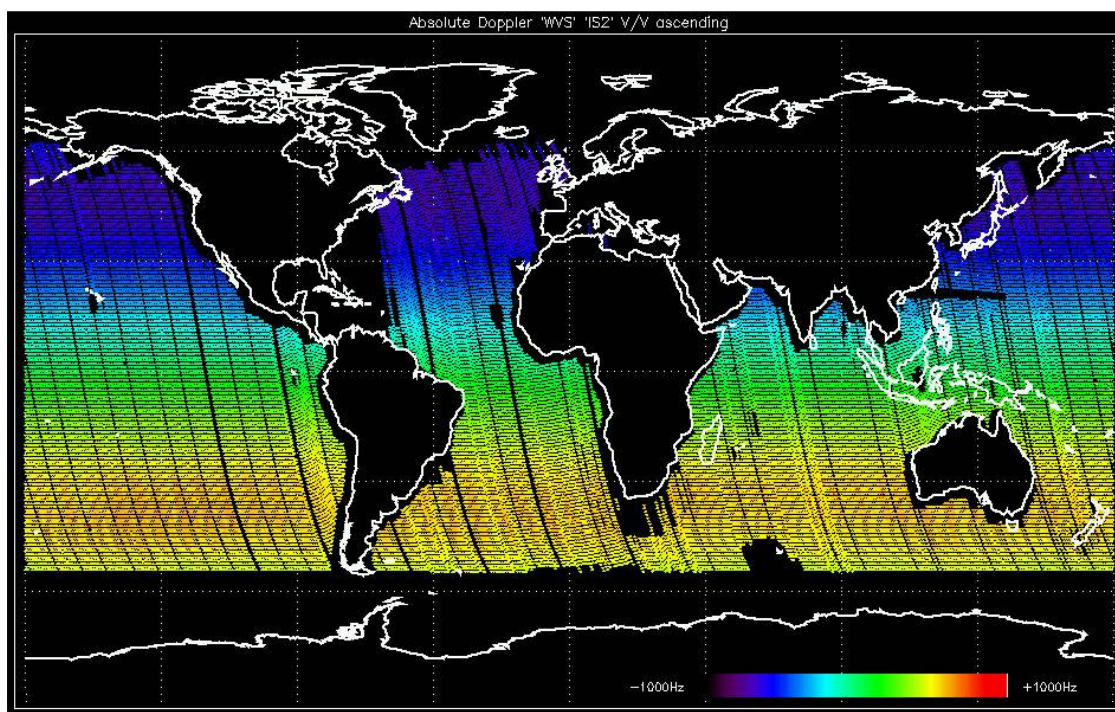 Absolute Doppler 'WVS' 'IS2' V/V ascending
-1000Hz +1000Hz